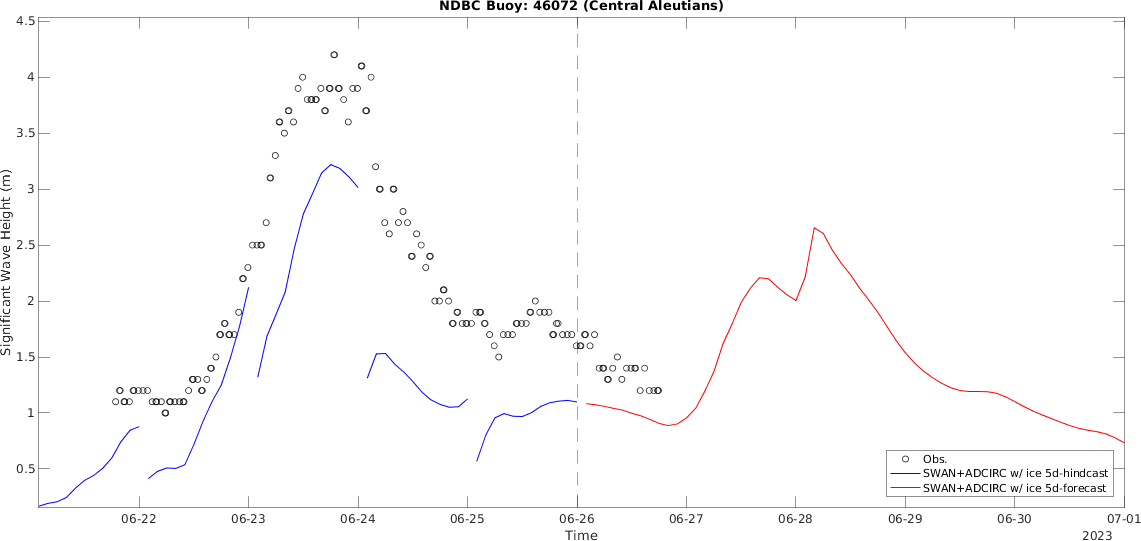 NDBC Buoy: 46072 (Central Aleutians)
4.5
4
3.5
3
2.5
2
1.5
1
0.5
Significant Wave Height (m)
Obs.
SWAN+ADCIRC w/ ice 5d-hindcast
SWAN+ADCIRC w/ ice 5d-forecast
06-22 06-23 06-24 06-25 06-26 06-27 06-28 06-29 06-30 07-01
Time
2023